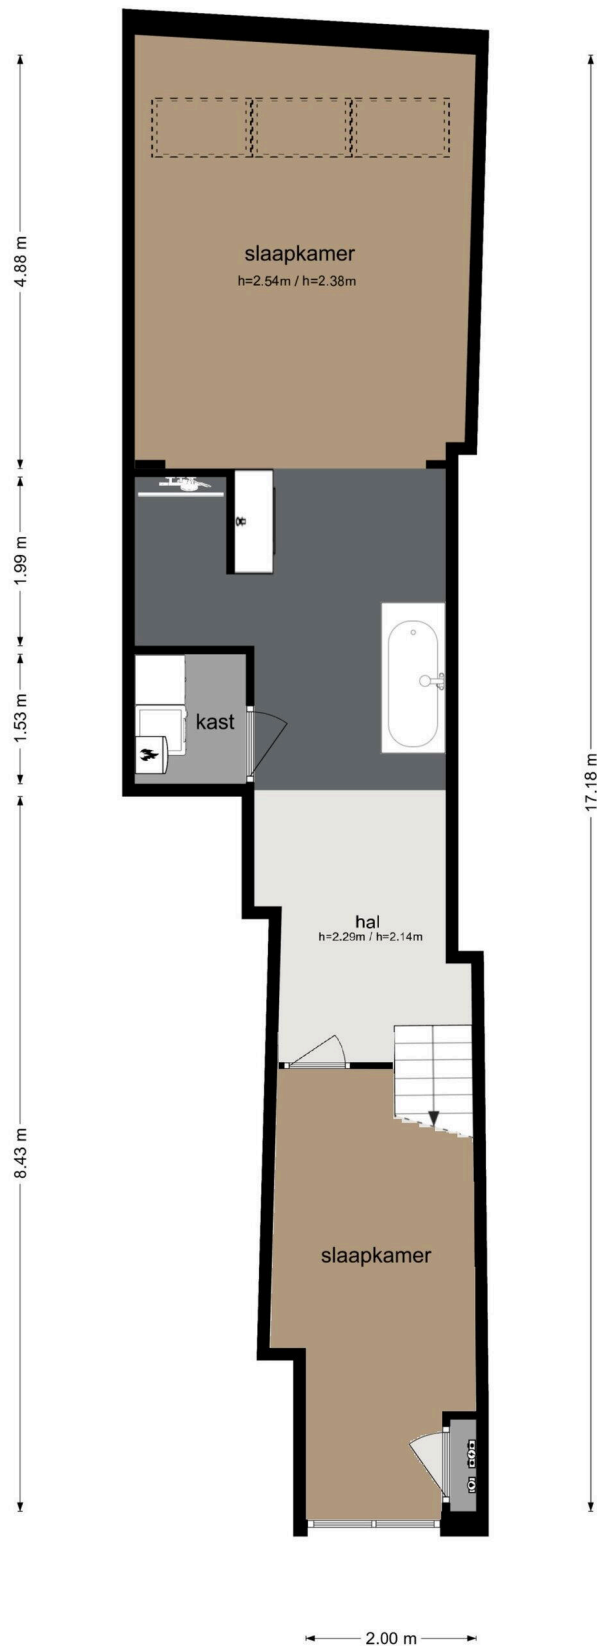 4.88 m
slaapkamer
h=2.54m / h=2.38m
1.99 m
1.53 m
kast
17.18 m
hal
h=2.29m / h=2.14m
8.43 m
slaapkamer
2.00 m